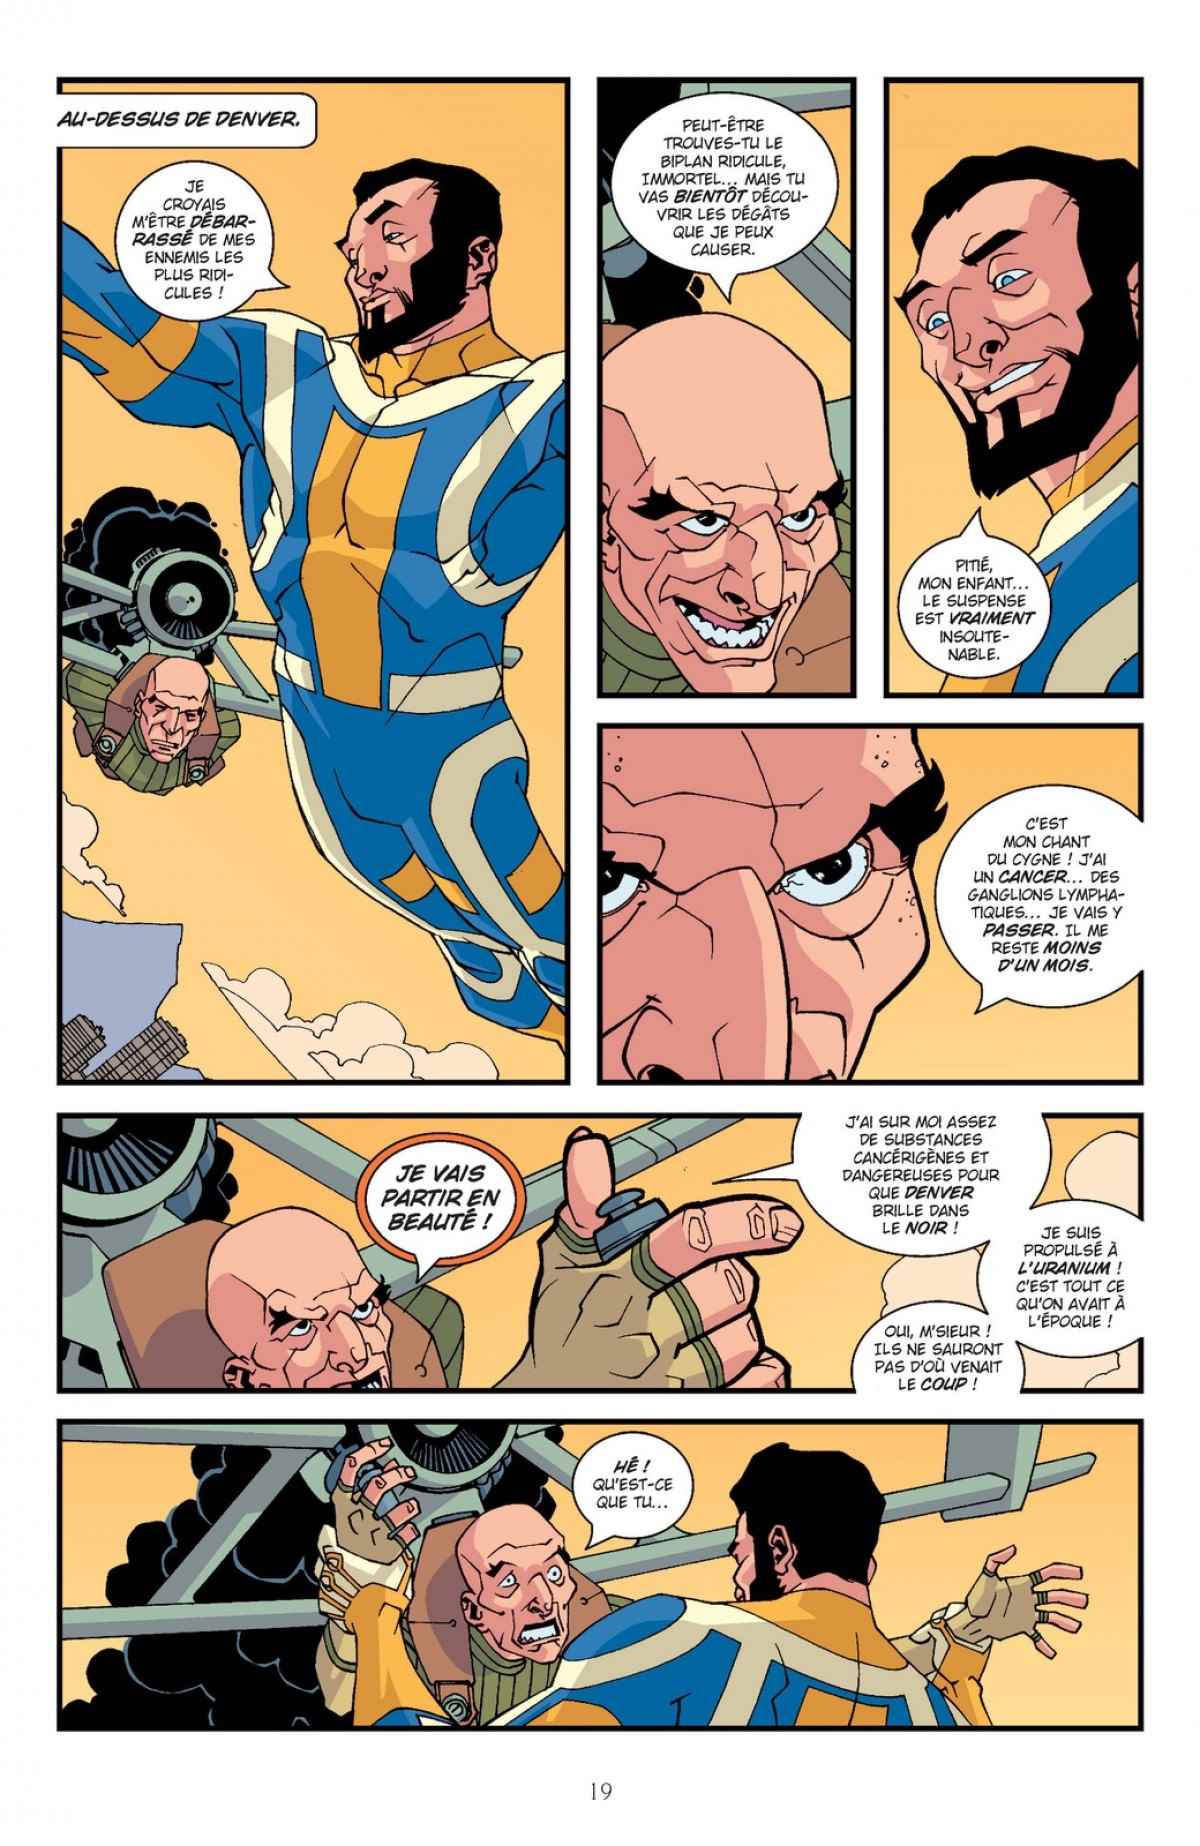 AU-DESSUS DE DENVER.
JE
CROYAIS
M'ÊTRE DÉBAR-
RASSÉ DE MES
ENNEMIS LES
PLUS RIDI-
CULES !
PEUT-ÊTRE
TROUVES-TU LE
BIPLAN RIDICULE,
IMMORTEL... MAIS TU
VAS BIENTÔT DÉCOU-
VRIR LES DÉGÂTS
QUE JE PEUX
CAUSER.
PITIÉ,
MON ENFANT...
LE SUSPENSE
EST VRAIMENT
INSOUTE-
NABLE.
C'EST
MON CHANT
DU CYGNE ! J'AI
UN CANCER... DES
GANGLIONS LYMPHA-
TIQUES... JE VAIS Y
PASSER. IL ME
RESTE MOINS
D'UN MOIS.
JE VAIS
PARTIR EN
BEAUTÉ !
J'AI SUR MOI ASSEZ
DE SUBSTANCES
CANCÉRIGÈNES ET
DANGEREUSES POUR
QUE DENVER
BRILLE DANS
LE NOIR !
JE SUIS
PROPULSÉ À
L'URANIUM !
C'EST TOUT CE
QU'ON AVAIT À
L'ÉPOQUE !
OUI, M'SIEUR !
ILS NE SAURONT
PAS D'OÙ VENAIT
LE COUP !
HÉ !
QU'EST-CE
QUE TU...
19